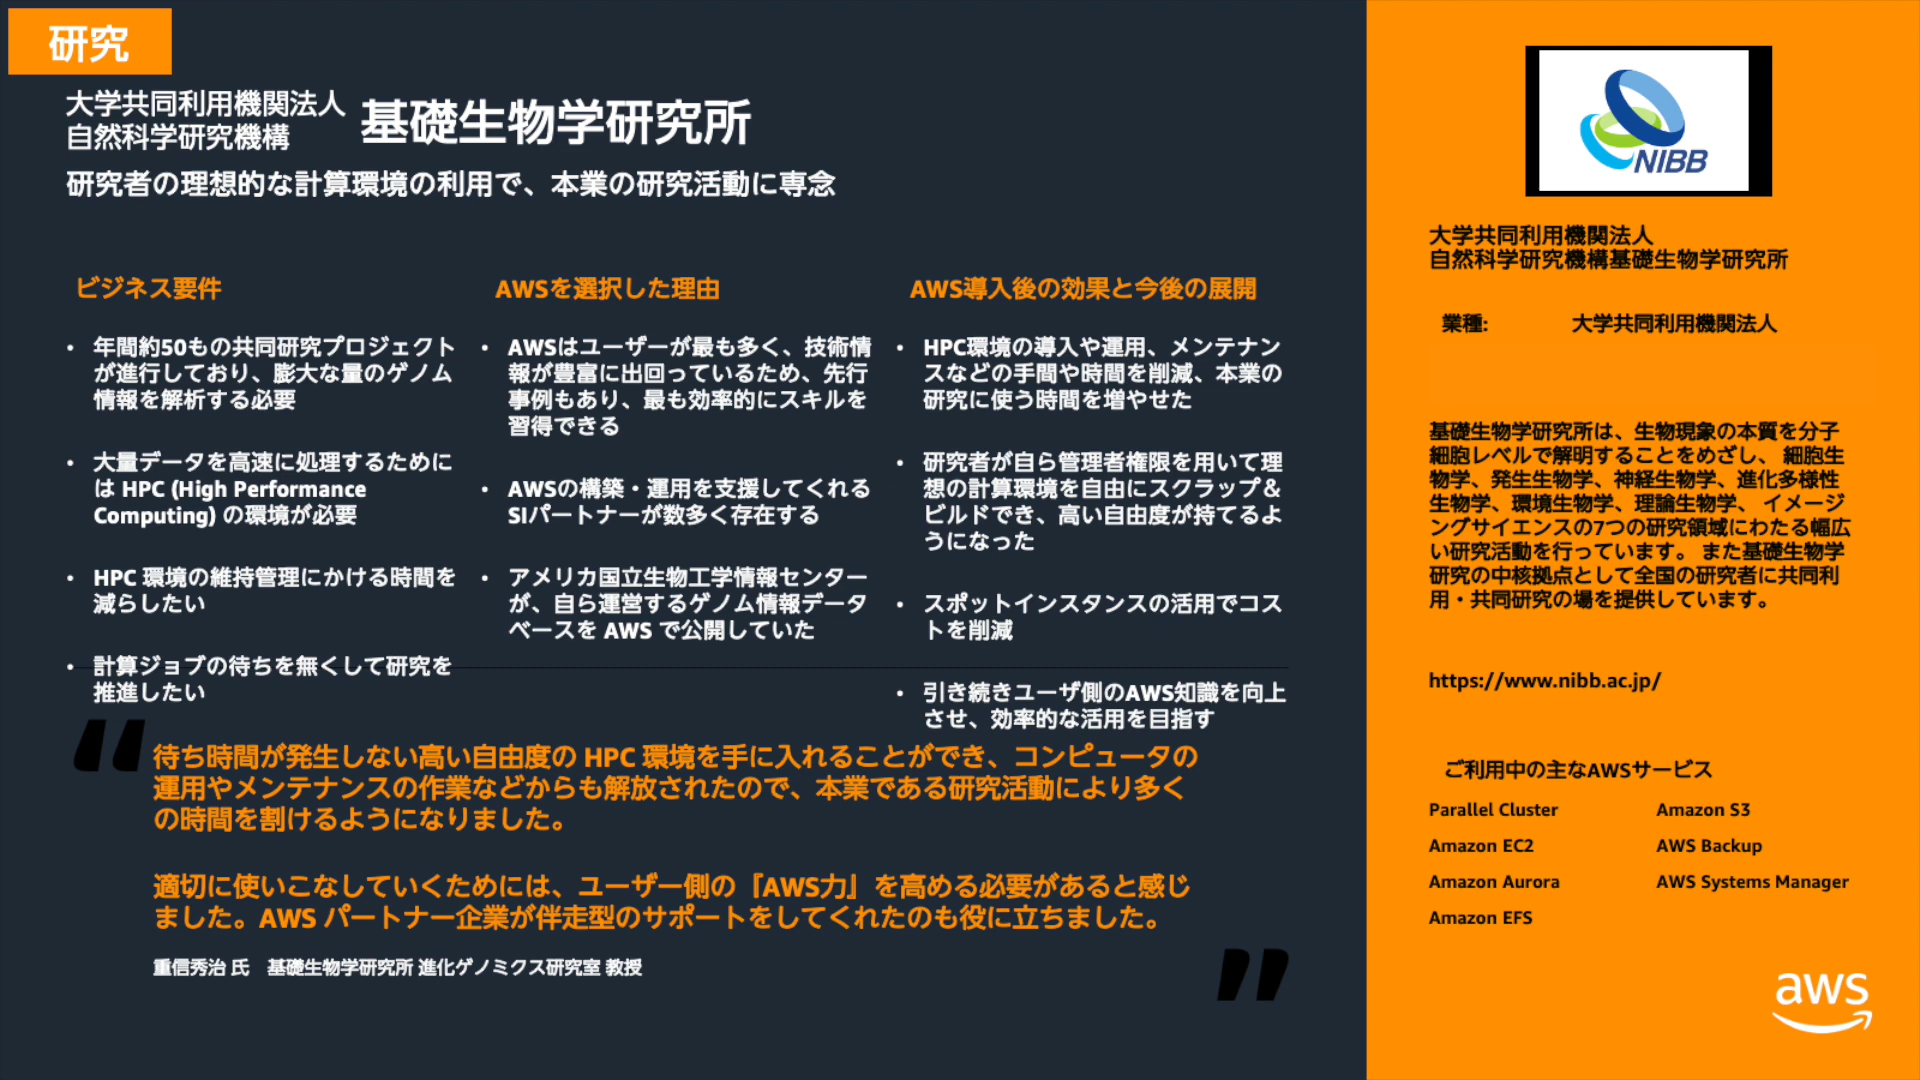 研究
大学共同利用機関法人
自然科学研究機構
基礎生物学研究所
研究者の理想的な計算環境の利用で、本業の研究活動に専念
ビジネス要件
• 年間約50もの共同研究プロジェクト
が進行しており、膨大な量のゲノム
情報を解析する必要
• 大量データを高速に処理するために
は HPC (High Performance
Computing) の環境が必要
• HPC 環境の維持管理にかける時間を
減らしたい
• 計算ジョブの待ちを無くして研究を
推進したい
AWSを選択した理由
• AWSはユーザーが最も多く、技術情
報が豊富に出回っているため、先行
事例もあり、最も効率的にスキルを
習得できる
• AWSの構築・運用を支援してくれる
SIパートナーが数多く存在する
• アメリカ国立生物工学情報センター
が、自ら運営するゲノム情報データ
ベースを AWS で公開していた
AWS導入後の効果と今後の展開
• HPC環境の導入や運用、メンテナン
スなどの手間や時間を削減、本業の
研究に使う時間を増やせた
• 研究者が自ら管理者権限を用いて理
想の計算環境を自由にスクラップ＆
ビルドでき、高い自由度が持てるよ
うになった
• スポットインスタンスの活用でコス
トを削減
• 引き続きユーザ側のAWS知識を向上
させ、効率的な活用を目指す
“
待ち時間が発生しない高い自由度の HPC 環境を手に入れることができ、コンピュータの
運用やメンテナンスの作業などからも解放されたので、本業である研究活動により多く
の時間を割けるようになりました。
適切に使いこなしていくためには、ユーザー側の『AWS力』を高める必要があると感じ
ました。AWS パートナー企業が伴走型のサポートをしてくれたのも役に立ちました。
重信秀治 氏　基礎生物学研究所 進化ゲノミクス研究室 教授
”
NIBB
大学共同利用機関法人
自然科学研究機構基礎生物学研究所
業種: 大学共同利用機関法人
基礎生物学研究所は、生物現象の本質を分子
細胞レベルで解明することをめざし、 細胞生
物学、発生生物学、神経生物学、進化多様性
生物学、環境生物学、理論生物学、 イメージ
ングサイエンスの7つの研究領域にわたる幅広
い研究活動を行っています。 また基礎生物学
研究の中核拠点として全国の研究者に共同利
用・共同研究の場を提供しています。
https://www.nibb.ac.jp/
ご利用中の主なAWSサービス
Parallel Cluster
Amazon EC2
Amazon Aurora
Amazon EFS
Amazon S3
AWS Backup
AWS Systems Manager
aws